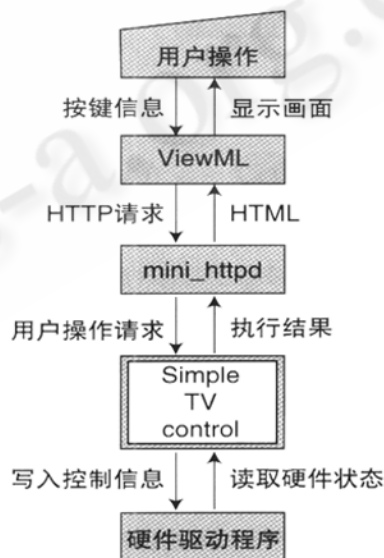 用户操作
按键信息 显示画面
ViewML
HTTP请求 HTML
mini_httpd
用户操作请求 执行结果
Simple
TV
control
写入控制信息 读取硬件状态
硬件驱动程序